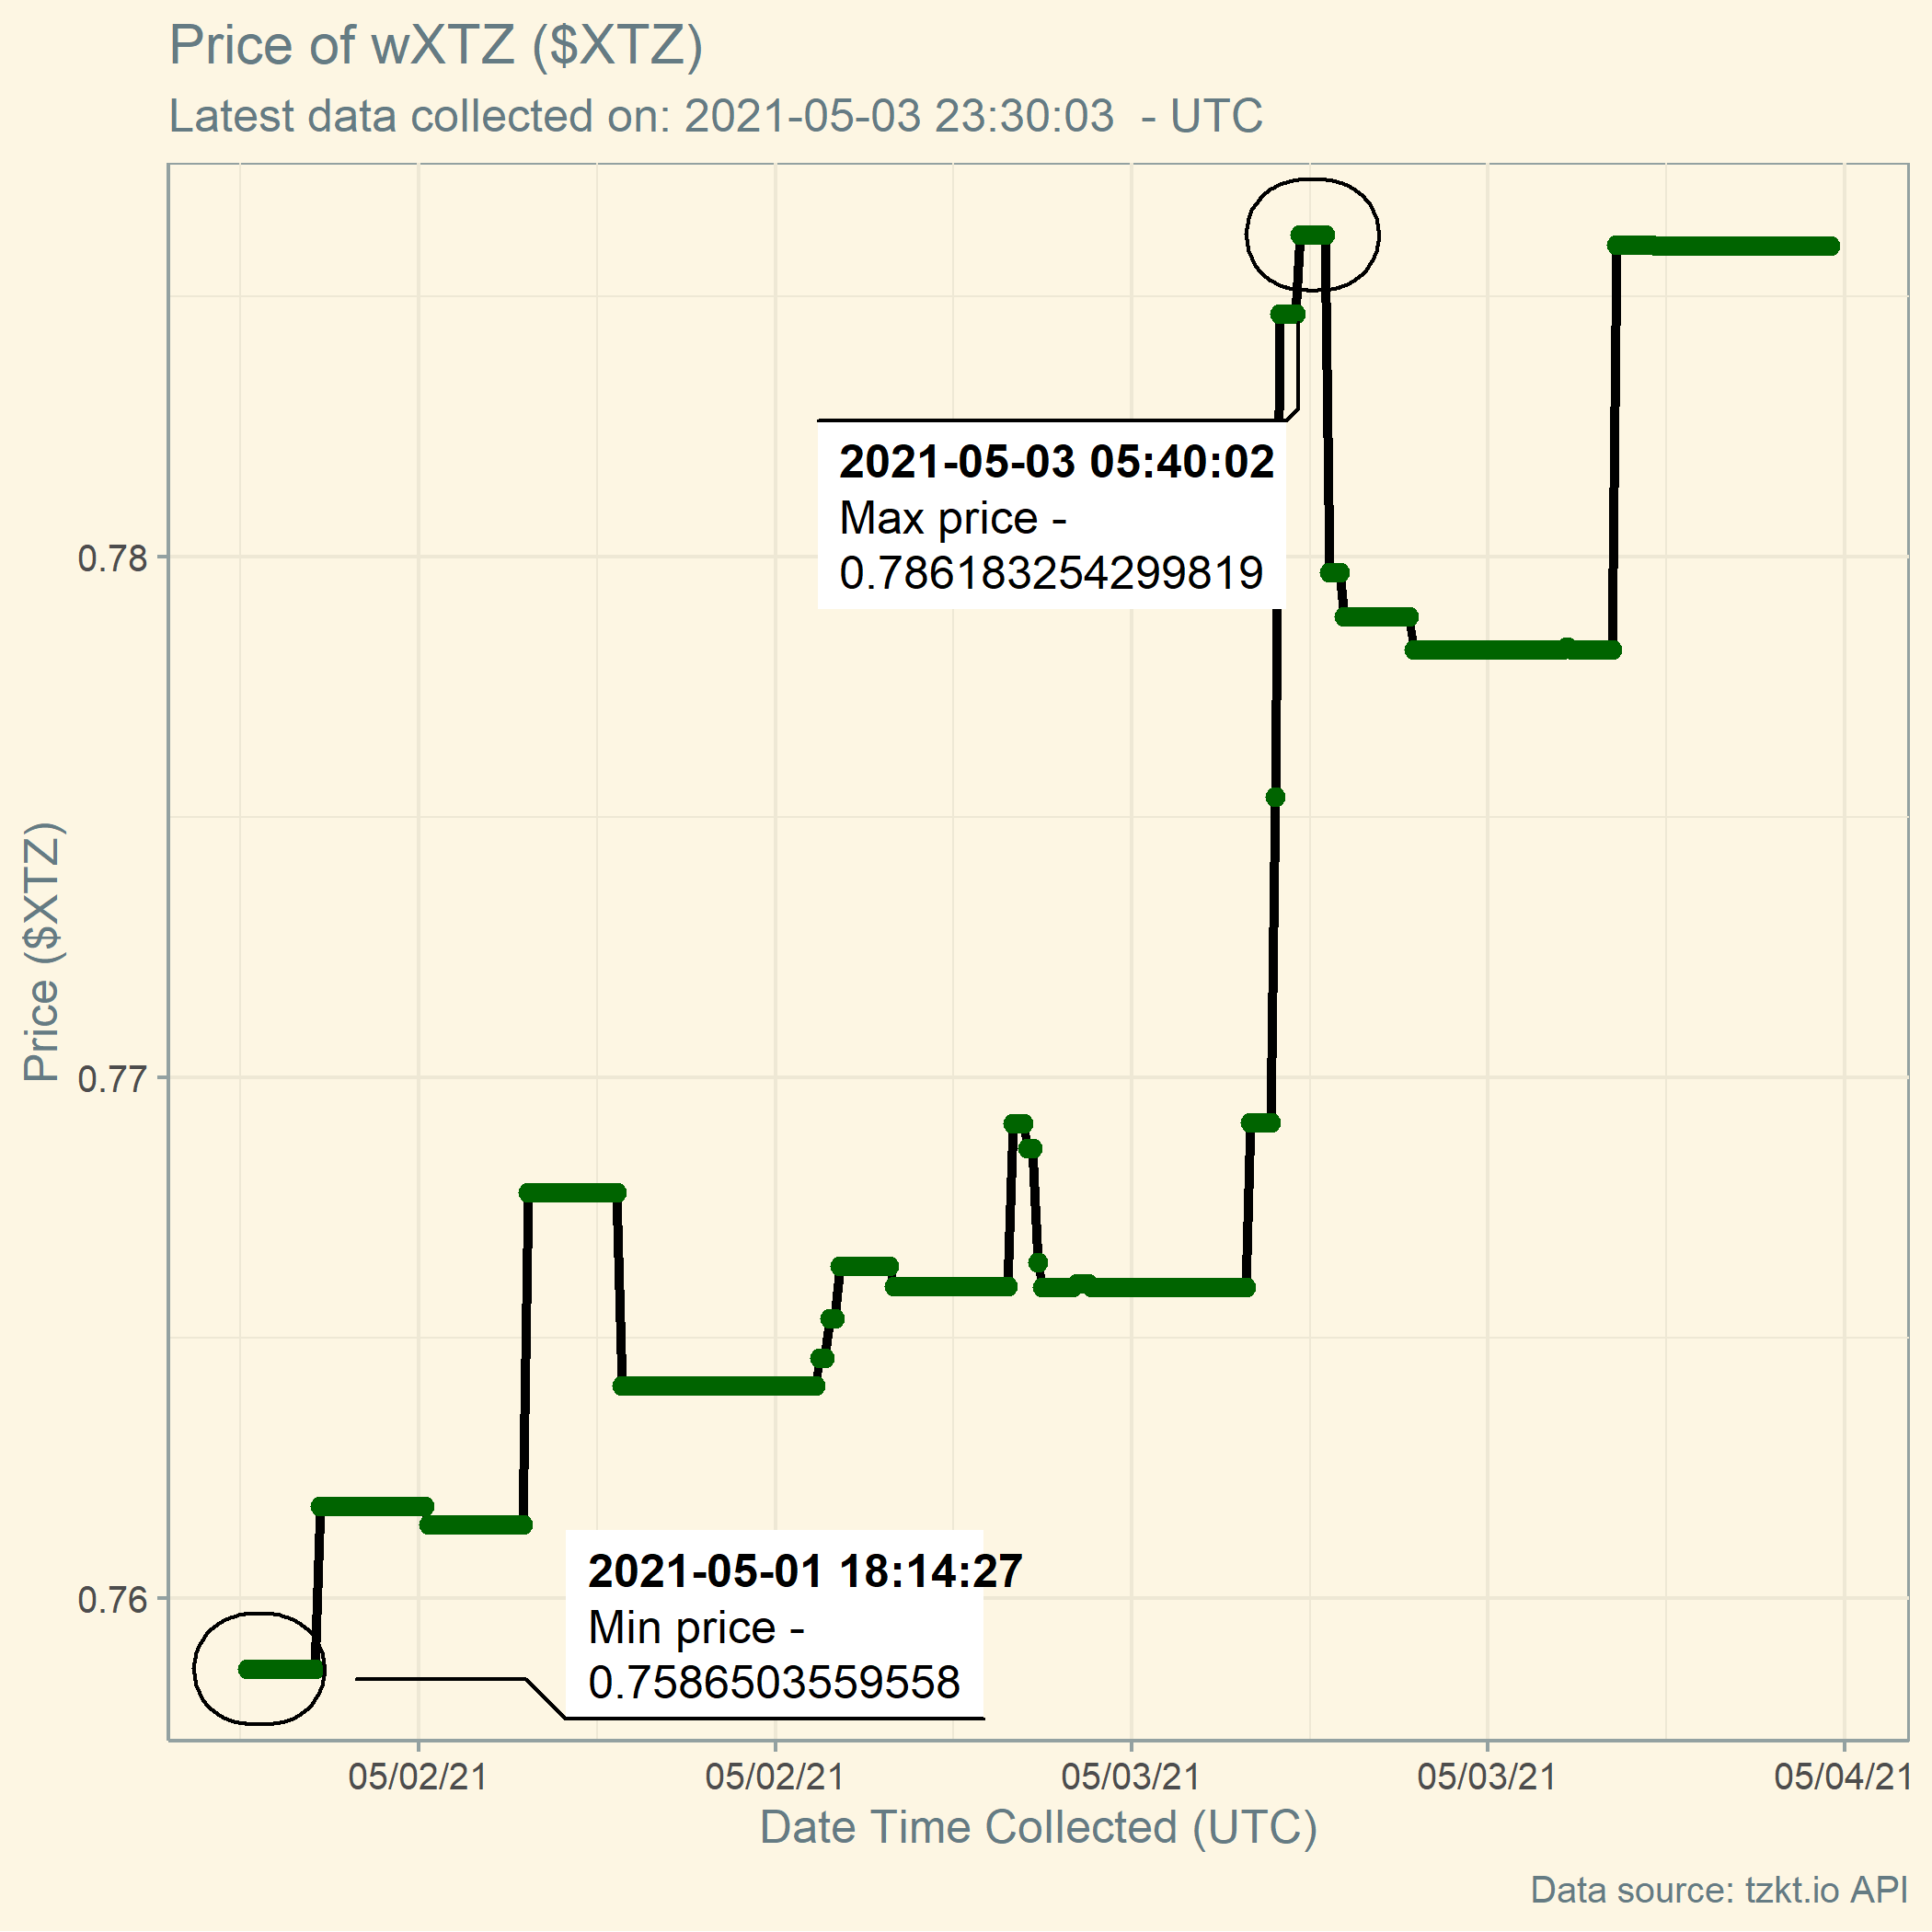 Price of wXTZ ($XTZ)
Latest data collected on: 2021-05-03 23:30:03  - UTC
2021-05-03 05:40:02
Max price -
0.786183254299819
0.78
0.77
0.76
Price ($XTZ)
2021-05-01 18:14:27
Min price -
0.7586503559558
05/02/21
05/02/21
05/03/21
05/03/21
05/04/21
Date Time Collected (UTC)
Data source: tzkt.io API